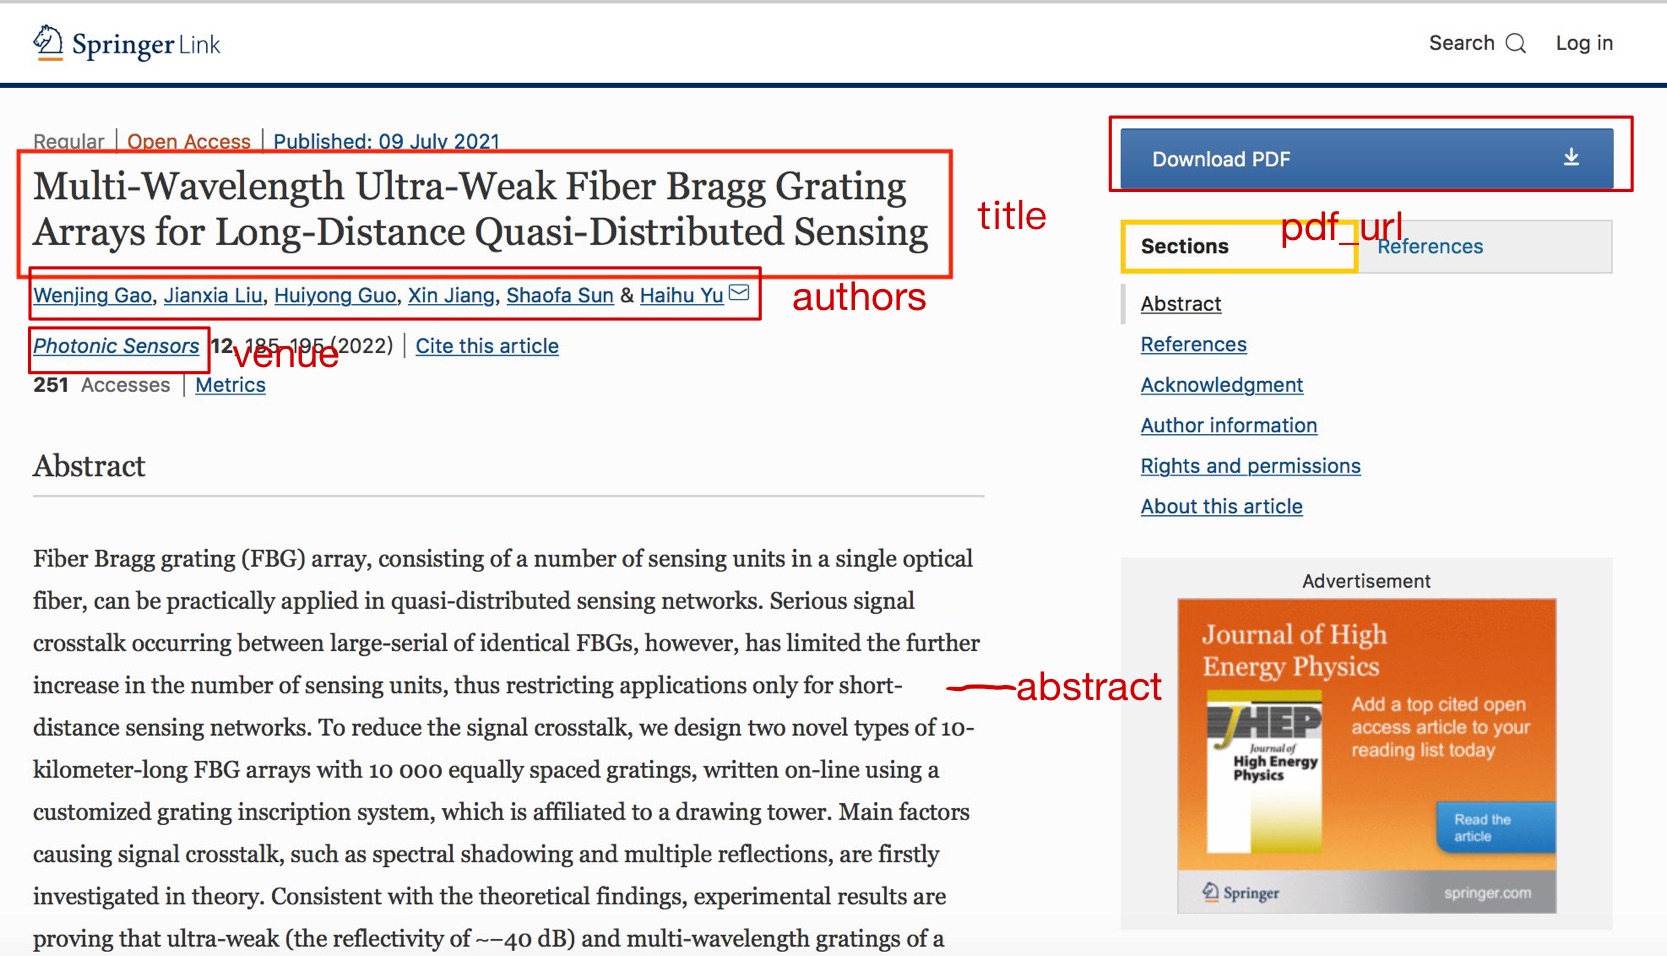 Springer Link
Search Log in
Regular | Open Access | Published: 09 July 2021
Multi-Wavelength Ultra-Weak Fiber Bragg Grating
Arrays for Long-Distance Quasi-Distributed Sensing
title
Wenjing Gao, Jianxia Liu, Huiyong Guo, Xin Jiang, Shaofa Sun & Haihu Yu
authors
Photonic Sensors 12, 185–195 (2022) | Cite this article
venue
251 Accesses | Metrics
Abstract
Fiber Bragg grating (FBG) array, consisting of a number of sensing units in a single optical
fiber, can be practically applied in quasi-distributed sensing networks. Serious signal
crosstalk occurring between large-serial of identical FBGs, however, has limited the further
increase in the number of sensing units, thus restricting applications only for short-
distance sensing networks. To reduce the signal crosstalk, we design two novel types of 10-
kilometer-long FBG arrays with 10 000 equally spaced gratings, written on-line using a
customized grating inscription system, which is affiliated to a drawing tower. Main factors
causing signal crosstalk, such as spectral shadowing and multiple reflections, are firstly
investigated in theory. Consistent with the theoretical findings, experimental results are
proving that ultra-weak (the reflectivity of ~−40 dB) and multi-wavelength gratings of a
abstract
Download PDF
pdf_url
Sections References
Abstract
References
Acknowledgment
Author information
Rights and permissions
About this article
Advertisement
Journal of High
Energy Physics
JHEP
Journal of
High Energy
Physics
Add a top cited open
access article to your
reading list today
Read the
article
Springer springer.com